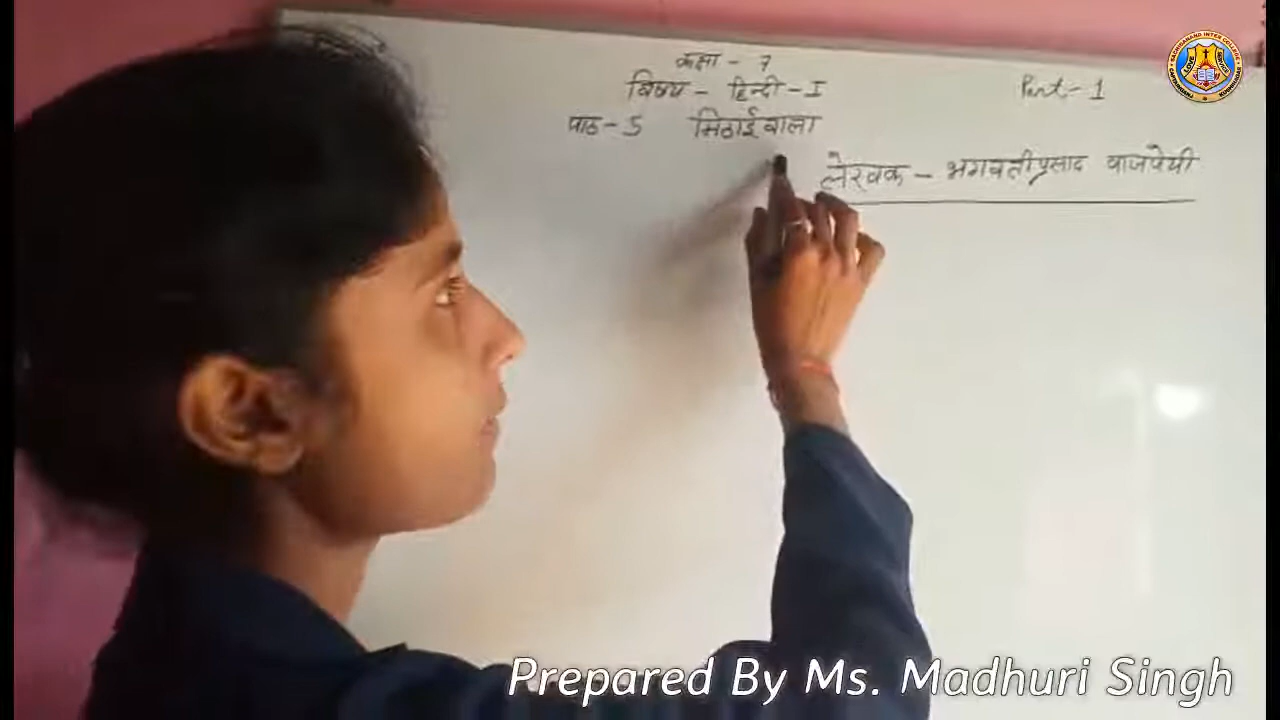 कक्षा - 7
विषय - हिन्दी - I
Part - 1
पाठ - 5 मिठाईवाला
लेखक - भगवतीप्रसाद वाजपेयी
Prepared By Ms. Madhuri Singh